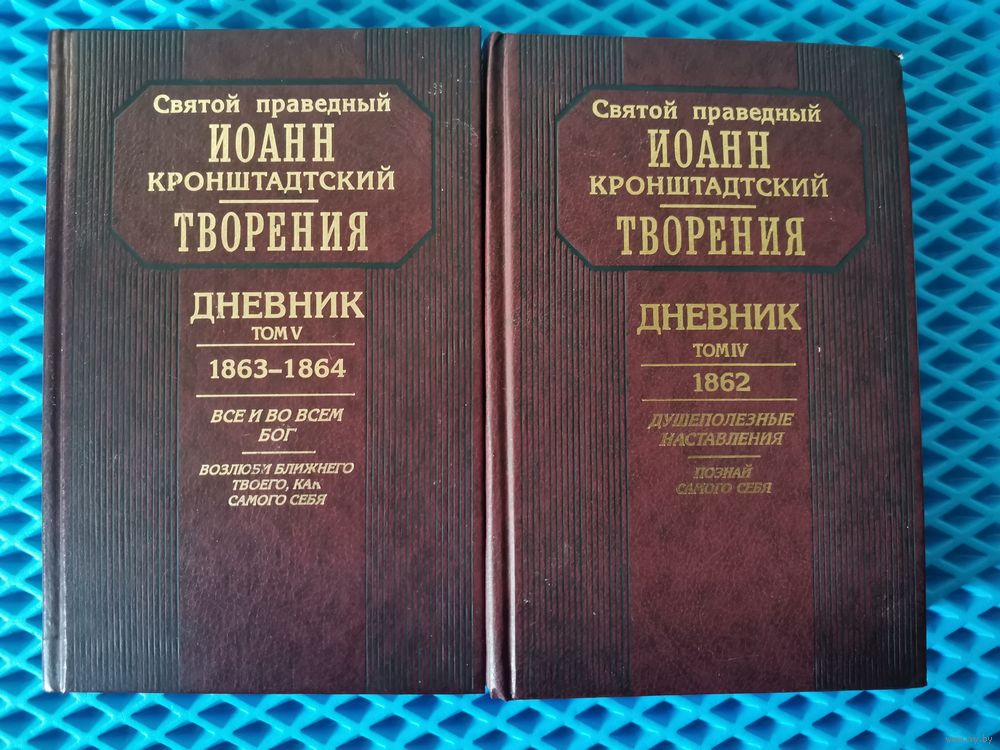 Святой праведный
ИОАНН
КРОНШТАДТСКИЙ
ТВОРЕНИЯ
ДНЕВНИК
ТОМ V
1863–1864
ВСЕ И ВО ВСЕМ
БОГ
ВОЗЛЮБИ БЛИЖНЕГО
ТВОЕГО, КАК
САМОГО СЕБЯ
Святой праведный
ИОАНН
КРОНШТАДТСКИЙ
ТВОРЕНИЯ
ДНЕВНИК
ТОМ IV
1862
ДУШЕПОЛЕЗНЫЕ
НАСТАВЛЕНИЯ
ПОЗНАЙ
САМОГО СЕБЯ